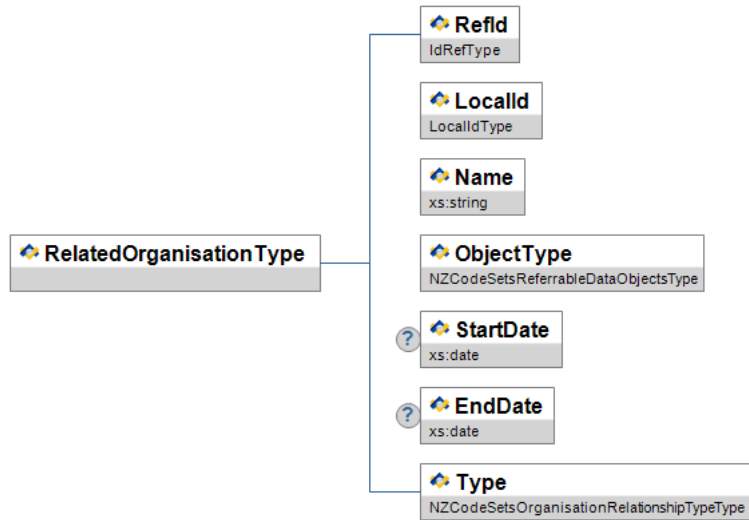 RefId
IdRefType
LocalId
LocalIdType
Name
xs:string
RelatedOrganisationType
ObjectType
NZCodeSetsReferrableDataObjectsType
?
StartDate
xs:date
?
EndDate
xs:date
Type
NZCodeSetsOrganisationRelationshipTypeType